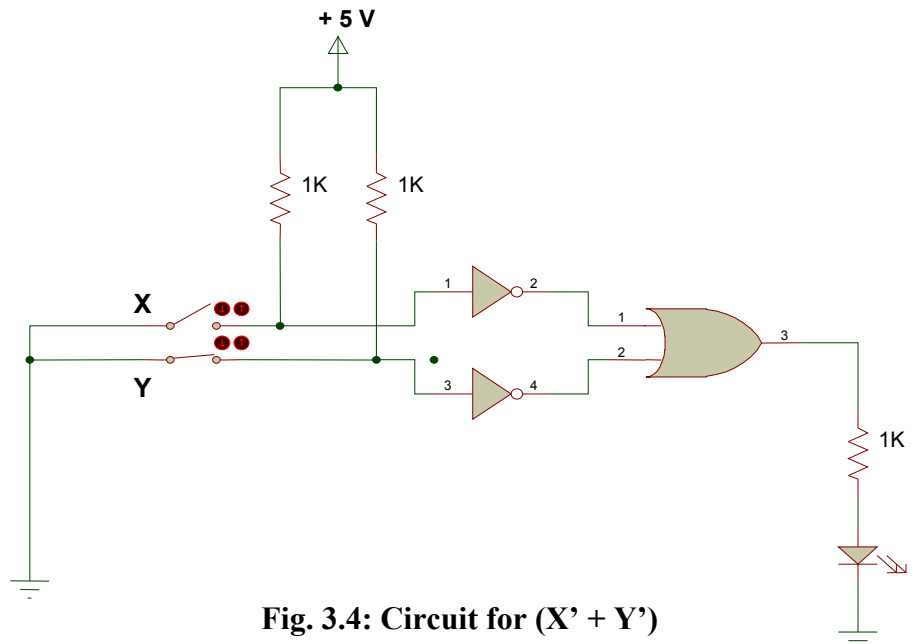 + 5 V
1K
1K
X
Y
1
2
3
4
1
2
3
1K
Fig. 3.4: Circuit for (X’ + Y’)